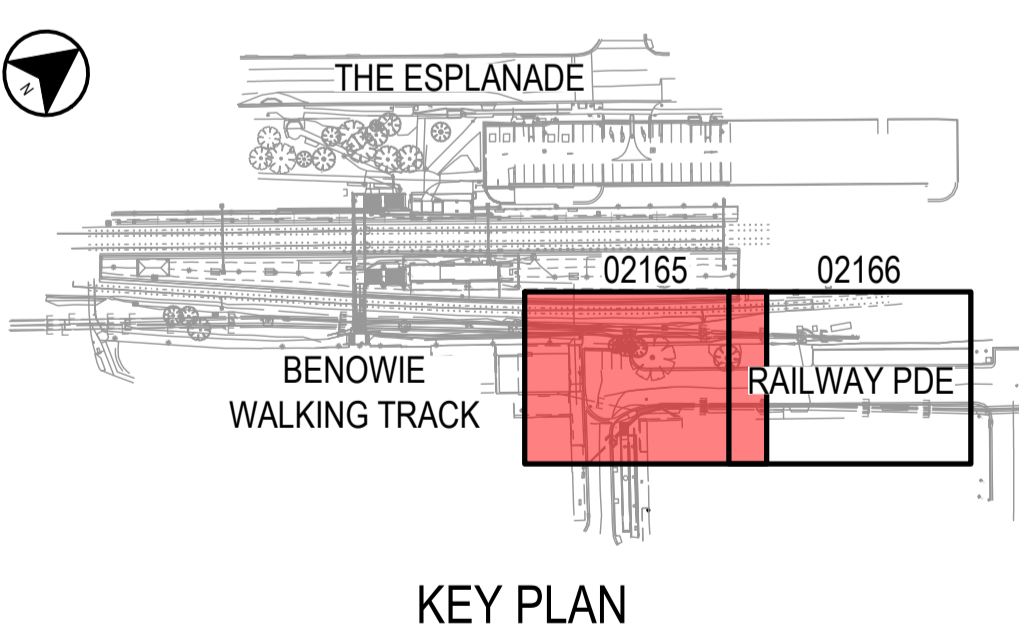 N
THE ESPLANADE
02165
02166
BENOWIE
WALKING TRACK
RAILWAY PDE
KEY PLAN